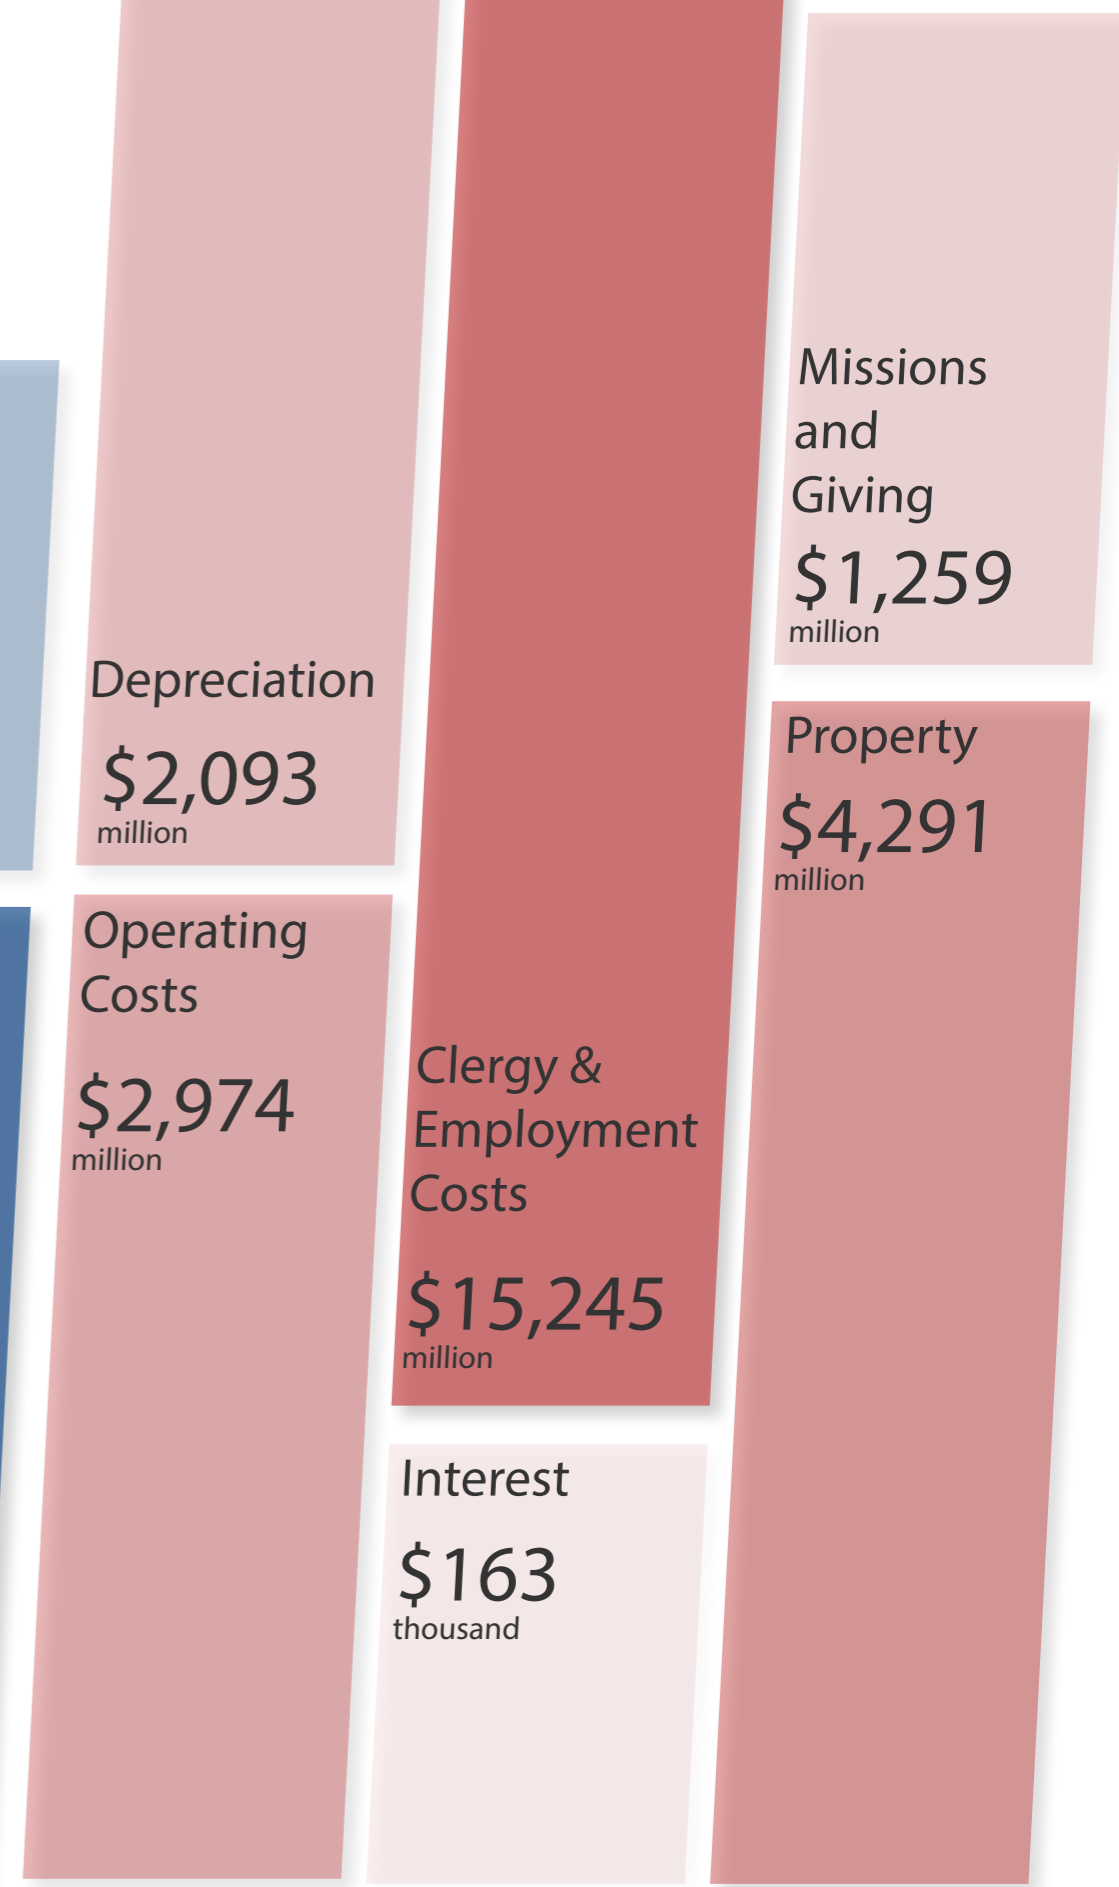 Depreciation
$2,093
million
Operating
Costs
$2,974
million
Clergy &
Employment
Costs
$15,245
million
Interest
$163
thousand
Missions
and
Giving
$1,259
million
Property
$4,291
million